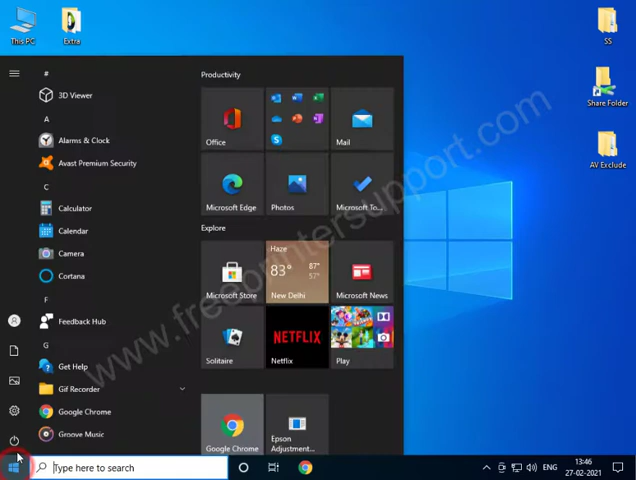 This PC
Extra
SS
Share Folder
AV Exclude
#
3D Viewer
A
Alarms & Clock
Avast Premium Security
C
Calculator
Calendar
Camera
Cortana
F
Feedback Hub
G
Get Help
Gif Recorder
Google Chrome
Groove Music
Productivity
Office
Mail
Microsoft Edge
Photos
Microsoft To...
Explore
Microsoft Store
Haze
83° 87°
57°
New Delhi
Microsoft News
Solitaire
NETFLIX
Netflix
Play
Google Chrome
Epson
Adjustment...
www.freeprintersupport.com
Type here to search
ENG
13:46
27-02-2021